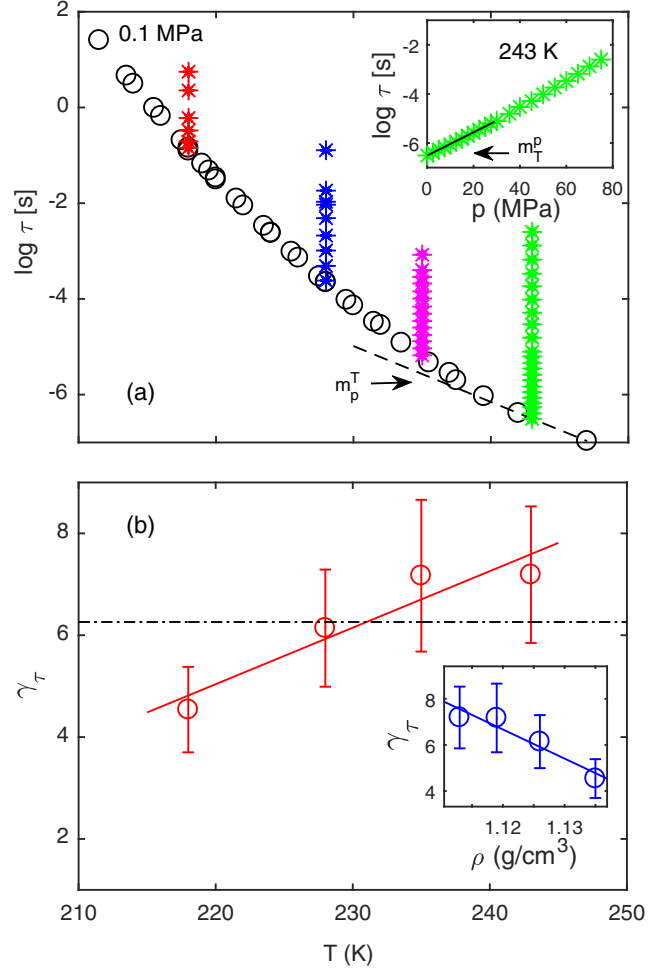 2
0
-2
-4
-6
log τ [s]
0.1 MPa
(a)
m_p^T
-2
-4
-6
log τ [s]
243 K
m_T^p
0 20 40 60 80
p (MPa)
8
6
4
2
γ_τ
(b)
8
6
4
γ_τ
1.12 1.13
ρ (g/cm³)
210 220 230 240 250
T (K)